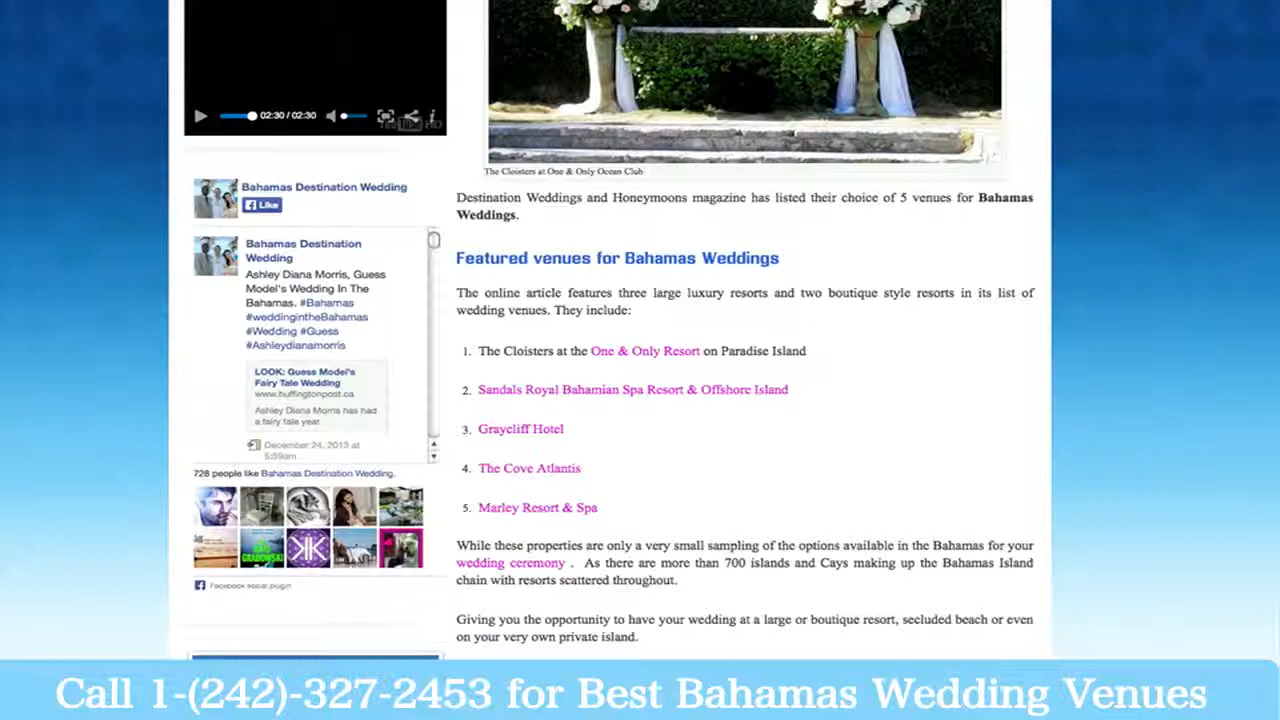 02:30 / 02:30
Bahamas Destination Wedding
Like
Bahamas Destination
Wedding
Ashley Diana Morris, Guess
Model's Wedding In The
Bahamas. #Bahamas
#weddingintheBahamas
#Wedding #Guess
#Ashleydianamorris
LOOK: Guess Model's
Fairy Tale Wedding
www.huffingtonpost.ca
Ashley Diana Morris has had
a fairy tale year
December 24, 2013 at
5:59am
728 people like Bahamas Destination Wedding.
Facebook social plugin
The Cloisters at One & Only Ocean Club
Destination Weddings and Honeymoons magazine has listed their choice of 5 venues for Bahamas
Weddings.
Featured venues for Bahamas Weddings
The online article features three large luxury resorts and two boutique style resorts in its list of
wedding venues. They include:
1. The Cloisters at the One & Only Resort on Paradise Island
2. Sandals Royal Bahamian Spa Resort & Offshore Island
3. Graycliff Hotel
4. The Cove Atlantis
5. Marley Resort & Spa
While these properties are only a very small sampling of the options available in the Bahamas for your
wedding ceremony . As there are more than 700 islands and Cays making up the Bahamas Island
chain with resorts scattered throughout.
Giving you the opportunity to have your wedding at a large or boutique resort, secluded beach or even
on your very own private island.
Call 1-(242)-327-2453 for Best Bahamas Wedding Venues